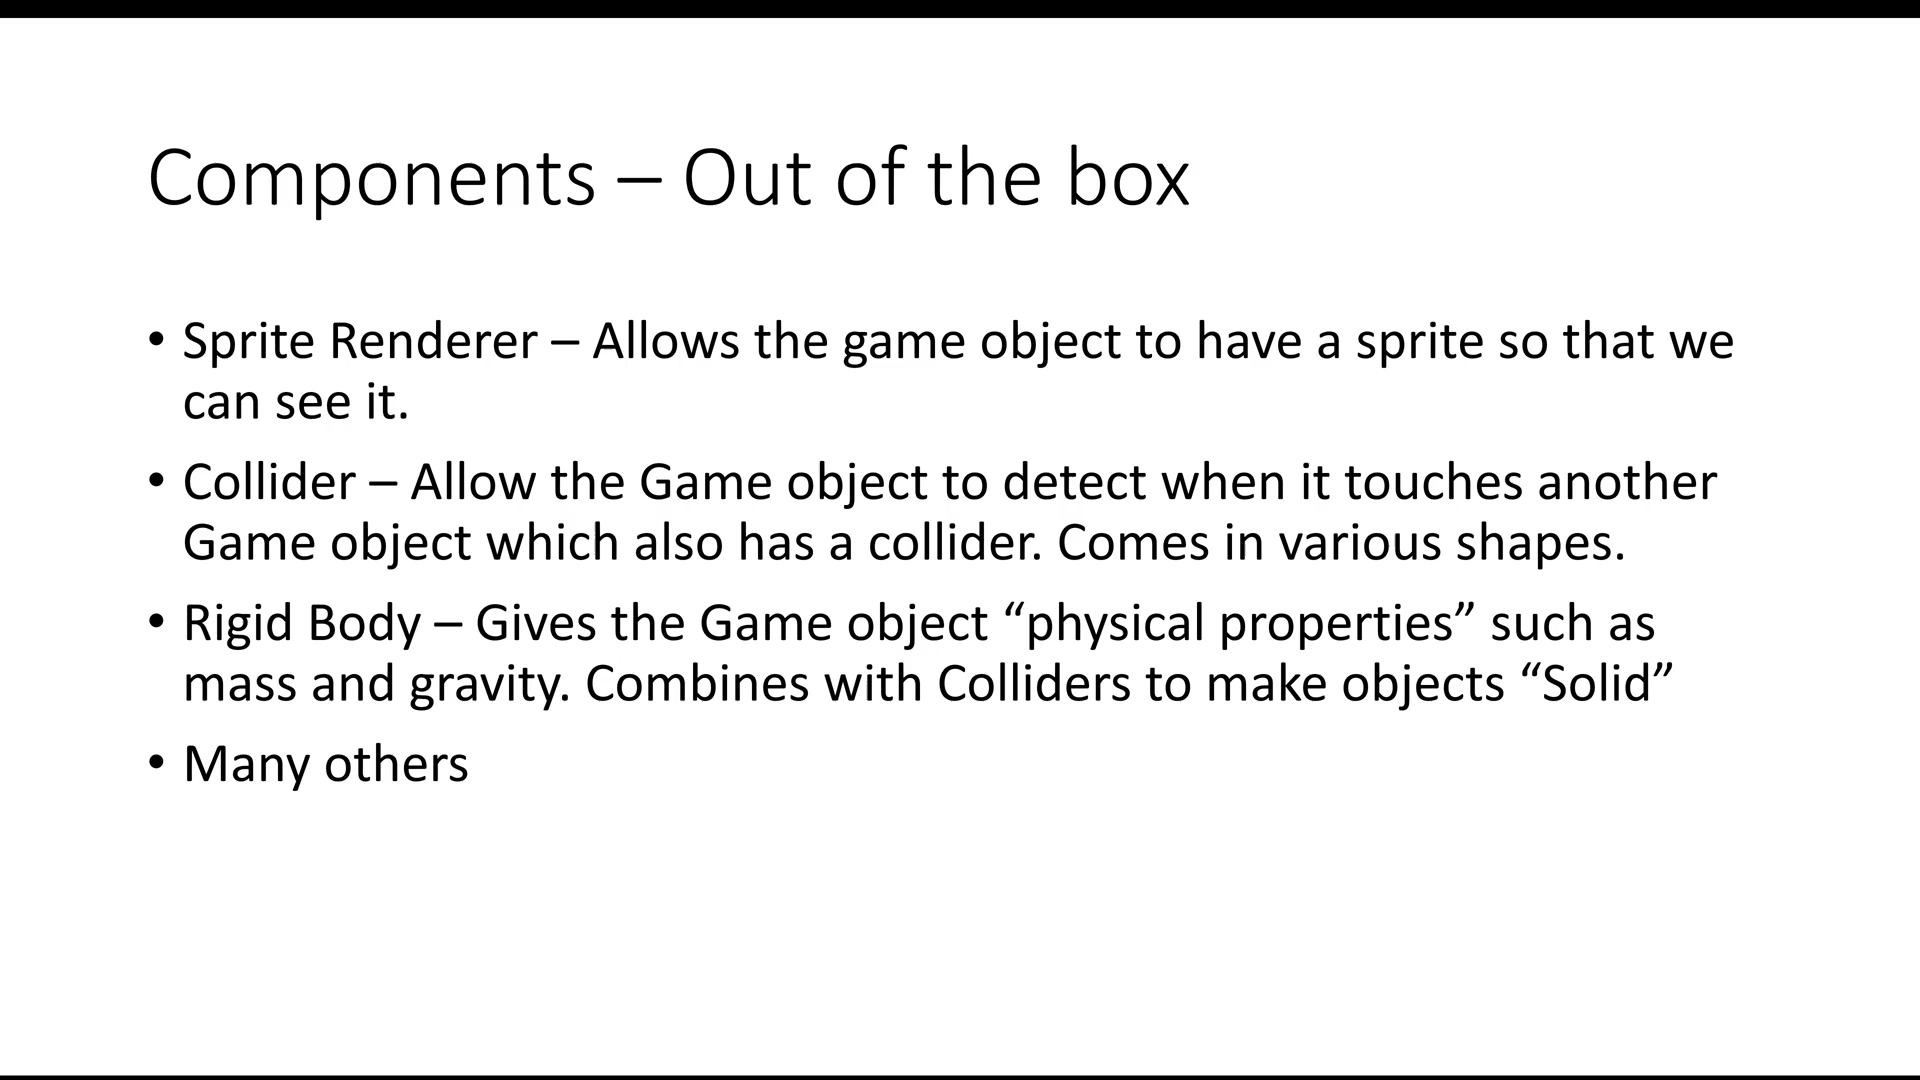 Components – Out of the box
• Sprite Renderer – Allows the game object to have a sprite so that we
can see it.
• Collider – Allow the Game object to detect when it touches another
Game object which also has a collider. Comes in various shapes.
• Rigid Body – Gives the Game object “physical properties” such as
mass and gravity. Combines with Colliders to make objects “Solid”
• Many others